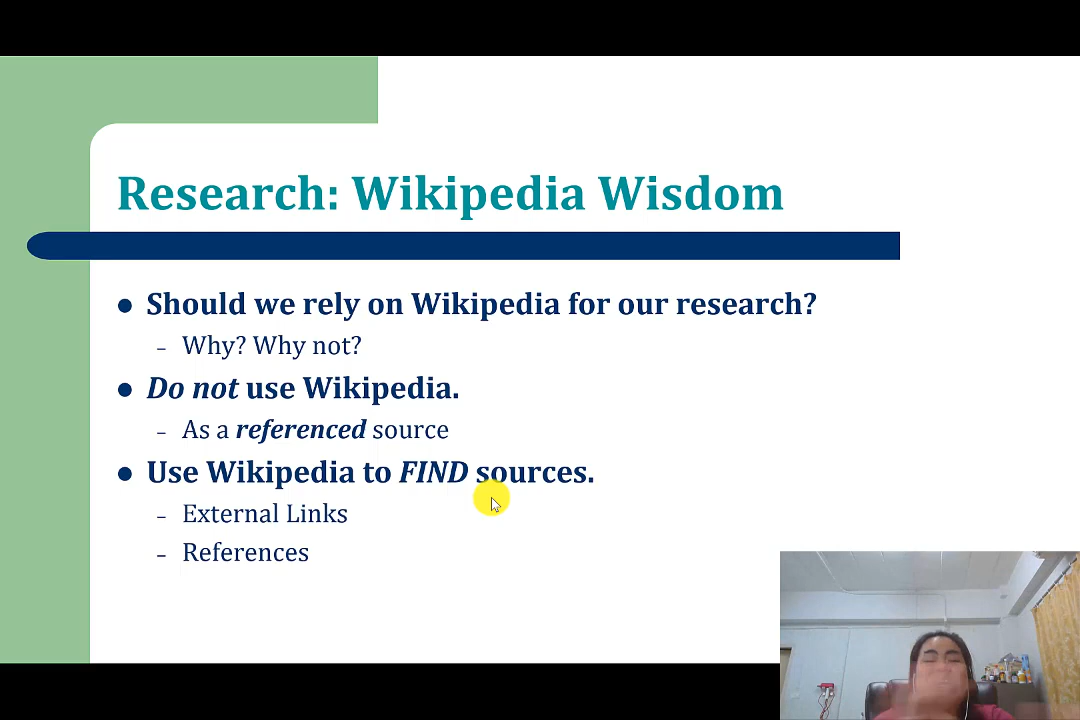 Research: Wikipedia Wisdom
● Should we rely on Wikipedia for our research?
– Why? Why not?
● Do not use Wikipedia.
– As a referenced source
● Use Wikipedia to FIND sources.
– External Links
– References